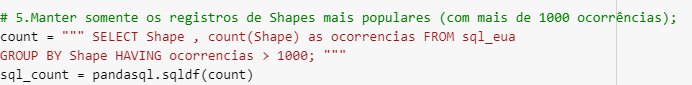 # 5.Manter somente os registros de Shapes mais populares (com mais de 1000 ocorrências);
count = """ SELECT Shape , count(Shape) as ocorrencias FROM sql_eua
GROUP BY Shape HAVING ocorrencias > 1000; """
sql_count = pandasql.sqldf(count)